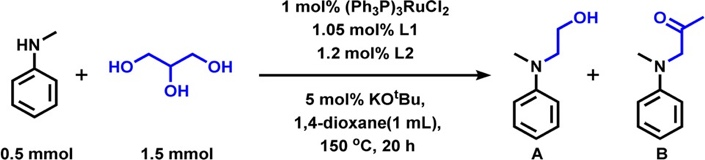 1 mol% (Ph3P)3RuCl2
1.05 mol% L1
1.2 mol% L2
5 mol% KOtBu,
1,4-dioxane(1 mL),
150 oC, 20 h
HN
+
HO
OH
OH
0.5 mmol
1.5 mmol
OH
N
A
+
O
N
B